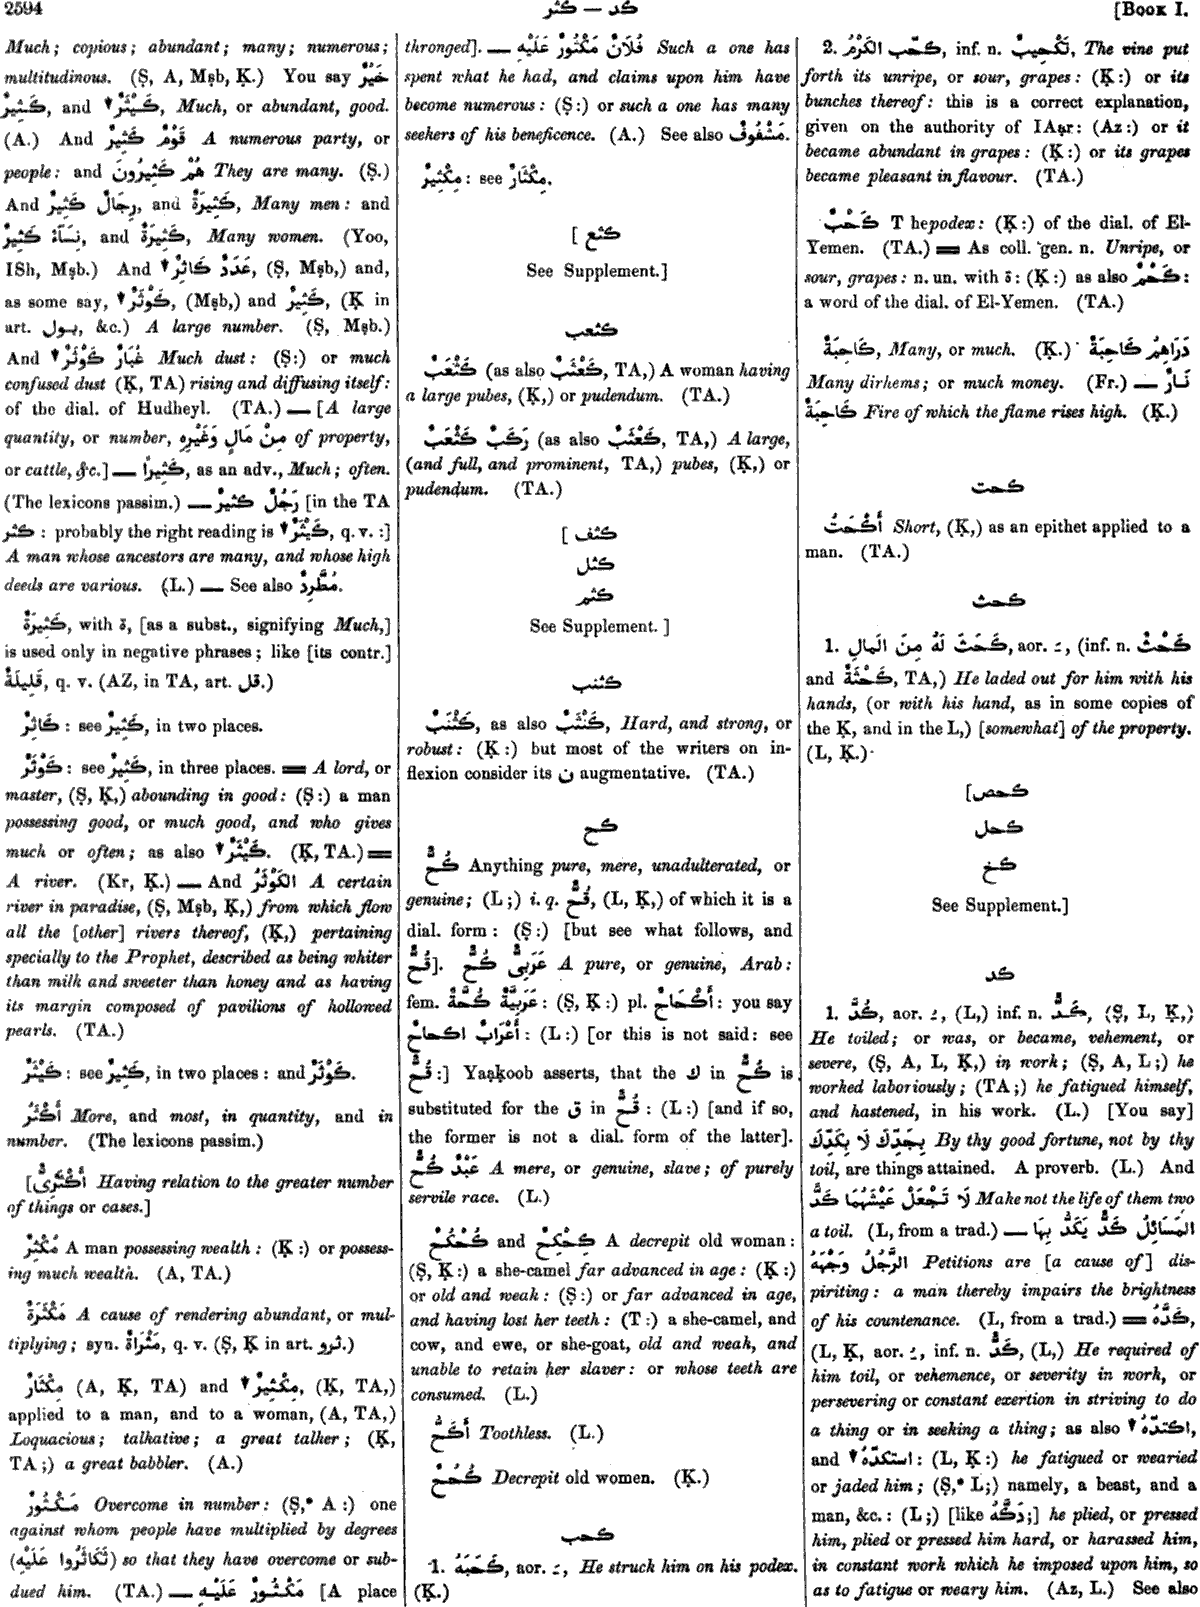 2594
كد — كثر
[BOOK I.
Much; copious; abundant; many; numerous;
multitudinous. (Ṣ, A, Mṣb, Ḳ.) You say خَيْرٌ
كَثِيرٌ, and ▼ كَيْثَرٌ, Much, or abundant, good.
(A.) And قَوْمٌ كَثِيرٌ A numerous party, or
people: and هُمْ كَثِيرُونَ They are many. (Ṣ.)
And رِجَالٌ كَثِيرٌ, and كَثِيرَةٌ, Many men: and
نِسَآءٌ كَثِيرٌ, and كَثِيرَةٌ, Many women. (Yoo,
ISh, Mṣb.) And عَدَدٌ كَاثِرٌ ▼, (Ṣ, Mṣb,) and,
as some say, ▼ كَوْثَرٌ, (Mṣb,) and كَثِيرٌ, (Ḳ in
art. بول, &c.) A large number. (Ṣ, Mṣb.)
And غُبَارٌ كَوْثَرٌ ▼ Much dust: (Ṣ:) or much
confused dust (Ḳ, TA) rising and diffusing itself:
of the dial. of Hudheyl. (TA.) — [A large
quantity, or number, مِنْ مَالٍ وَغَيْرِهِ of property,
or cattle, &c.] — كَثِيرًا, as an adv., Much; often.
(The lexicons passim.) — رَجُلٌ كثيرٌ [in the TA
كثر : probably the right reading is ▼ كَيْثَرٌ, q. v. :]
A man whose ancestors are many, and whose high
deeds are various. (L.) — See also مُطَّرِدٌ.
كَثِيرَةٌ, with ة, [as a subst., signifying Much,]
is used only in negative phrases; like [its contr.]
قَلِيلَةٌ, q. v. (AZ, in TA, art. قل.)
كَاثِرٌ : see كَثِيرٌ, in two places.
كَوْثَرٌ : see كَثِيرٌ, in three places. = A lord, or
master, (Ṣ, Ḳ,) abounding in good: (Ṣ:) a man
possessing good, or much good, and who gives
much or often; as also ▼ كَيْثَرٌ. (Ḳ, TA.) =
A river. (Kr, Ḳ.) — And الكَوْثَرُ A certain
river in paradise, (Ṣ, Mṣb, Ḳ,) from which flow
all the [other] rivers thereof, (Ḳ,) pertaining
specially to the Prophet, described as being whiter
than milk and sweeter than honey and as having
its margin composed of pavilions of hollowed
pearls. (TA.)
كَيْثَرٌ : see كَثِيرٌ, in two places : and كَوْثَرٌ.
أَكْثَرُ More, and most, in quantity, and in
number. (The lexicons passim.)
[أَكْثَرِىٌّ Having relation to the greater number
of things or cases.]
مُكْثِرٌ A man possessing wealth : (Ḳ :) or possess-
ing much wealth. (A, TA.)
مَكْثَرَةٌ A cause of rendering abundant, or mul-
tiplying; syn. مَثْرَاةٌ, q. v. (Ṣ, Ḳ in art. ثرو.)
مِكْثَارٌ (A, Ḳ, TA) and ▼ مِكْثِيرٌ, (Ḳ, TA,)
applied to a man, and to a woman, (A, TA,)
Loquacious; talkative; a great talker; (Ḳ,
TA;) a great babbler. (A.)
مَكْثُورٌ Overcome in number: (Ṣ,* A :) one
against whom people have multiplied by degrees
(تَكَاثَرُوا عَلَيْهِ) so that they have overcome or sub-
dued him. (TA.) — مَكْثُورٌ عَلَيْهِ [A place
thronged]. — فُلَانٌ مَكْثُورٌ عَلَيْهِ Such a one has
spent what he had, and claims upon him have
become numerous : (Ṣ :) or such a one has many
seekers of his beneficence. (A.) See also مَشْفُوفٌ.
مِكْثِيرٌ : see مِكْثَارٌ.
[ كثع
See Supplement.]
كثعب
كَثْعَبٌ (as also كَعْثَبٌ, TA,) A woman having
a large pubes, (Ḳ,) or pudendum. (TA.)
رَكَبٌ كَثْعَبٌ (as also كَعْثَبٌ, TA,) A large,
(and full, and prominent, TA,) pubes, (Ḳ,) or
pudendum. (TA.)
[ كثف
كثل
كثم
See Supplement. ]
كثنب
كَثْنَبٌ, as also كَنْثَبٌ, Hard, and strong, or
robust: (Ḳ :) but most of the writers on in-
flexion consider its ن augmentative. (TA.)
كح
كُحٌّ Anything pure, mere, unadulterated, or
genuine; (L ;) i. q. قُحٌّ, (L, Ḳ,) of which it is a
dial. form : (Ṣ :) [but see what follows, and
قُحٌّ]. عَرَبِىٌّ كُحٌّ A pure, or genuine, Arab :
fem. عَرَبِيَّةٌ كُحَّةٌ : (Ṣ, Ḳ :) pl. أَكْحَاحٌ : you say
أَعْرَابٌ اكحاحٌ : (L :) [or this is not said: see
قُحٌّ :] Yaạḳoob asserts, that the ك in كُحٌّ is
substituted for the ق in قُحٌّ : (L :) [and if so,
the former is not a dial. form of the latter].
عَبْدٌ كُحٌّ A mere, or genuine, slave; of purely
servile race. (L.)
كُحْكُحٌ and كِحْكِحٌ A decrepit old woman :
(Ṣ, Ḳ :) a she-camel far advanced in age : (Ḳ :)
or old and weak : (Ṣ :) or far advanced in age,
and having lost her teeth : (T :) a she-camel, and
cow, and ewe, or she-goat, old and weak, and
unable to retain her slaver : or whose teeth are
consumed. (L.)
أَكَحُّ Toothless. (L.)
كُحُحٌ Decrepit old women. (Ḳ.)
كحب
1. كَحَبَهُ, aor. ـَ, He struck him on his podex.
(Ḳ.)
2. كحّب الكَرْمُ, inf. n. تَكْحِيبٌ, The vine put
forth its unripe, or sour, grapes : (Ḳ :) or its
bunches thereof : this is a correct explanation,
given on the authority of IAạr : (Az :) or it
became abundant in grapes : (Ḳ :) or its grapes
became pleasant in flavour. (TA.)
كَحْبٌ T hepodex : (Ḳ :) of the dial. of El-
Yemen. (TA.) = As coll. gen. n. Unripe, or
sour, grapes : n. un. with ة : (Ḳ :) as also كَحْمٌ :
a word of the dial. of El-Yemen. (TA.)
كَاحِبَةٌ, Many, or much. (Ḳ.) دَرَاهِمُ كَاحِبَةٌ
Many dirhems; or much money. (Fr.) — نَارٌ
كَاحِبَةٌ Fire of which the flame rises high. (Ḳ.)
كحت
أَكْحَتُ Short, (Ḳ,) as an epithet applied to a
man. (TA.)
كحث
1. كَحَثَ لَهُ مِنَ المَالِ, aor. ـَ, (inf. n. كَحْثٌ
and كَحْثَةٌ, TA,) He laded out for him with his
hands, (or with his hand, as in some copies of
the Ḳ, and in the L,) [somewhat] of the property.
(L, Ḳ.)
[كحص
كحل
كخ
See Supplement.]
كد
1. كَدَّ, aor. ـُ, (L,) inf. n. كَدٌّ, (Ṣ, L, Ḳ,)
He toiled; or was, or became, vehement, or
severe, (Ṣ, A, L, Ḳ,) in work; (Ṣ, A, L ;) he
worked laboriously; (TA ;) he fatigued himself,
and hastened, in his work. (L.) [You say]
بِجَدِّكَ لَا بِكَدِّكَ By thy good fortune, not by thy
toil, are things attained. A proverb. (L.) And
لَا تَجْعَلْ عَيْشَهُمَا كَدًّا Make not the life of them two
a toil. (L, from a trad.) — المَسَائِلُ كَدٌّ يَكُدُّ بِهَا
الرَّجُلُ وَجْهَهُ Petitions are [a cause of] dis-
piriting : a man thereby impairs the brightness
of his countenance. (L, from a trad.) = كَدَّهُ,
(L, Ḳ, aor. ـُ, inf. n. كَدٌّ, (L,) He required of
him toil, or vehemence, or severity in work, or
persevering or constant exertion in striving to do
a thing or in seeking a thing; as also ▼ اكتدّهُ,
and ▼ استكدّهُ : (L, Ḳ :) he fatigued or wearied
or jaded him; (Ṣ,* L;) namely, a beast, and a
man, &c. : (L ;) [like دَكَّهُ ;] he plied, or pressed
him, plied or pressed him hard, or harassed him,
in constant work which he imposed upon him, so
as to fatigue or weary him. (Az, L.) See also